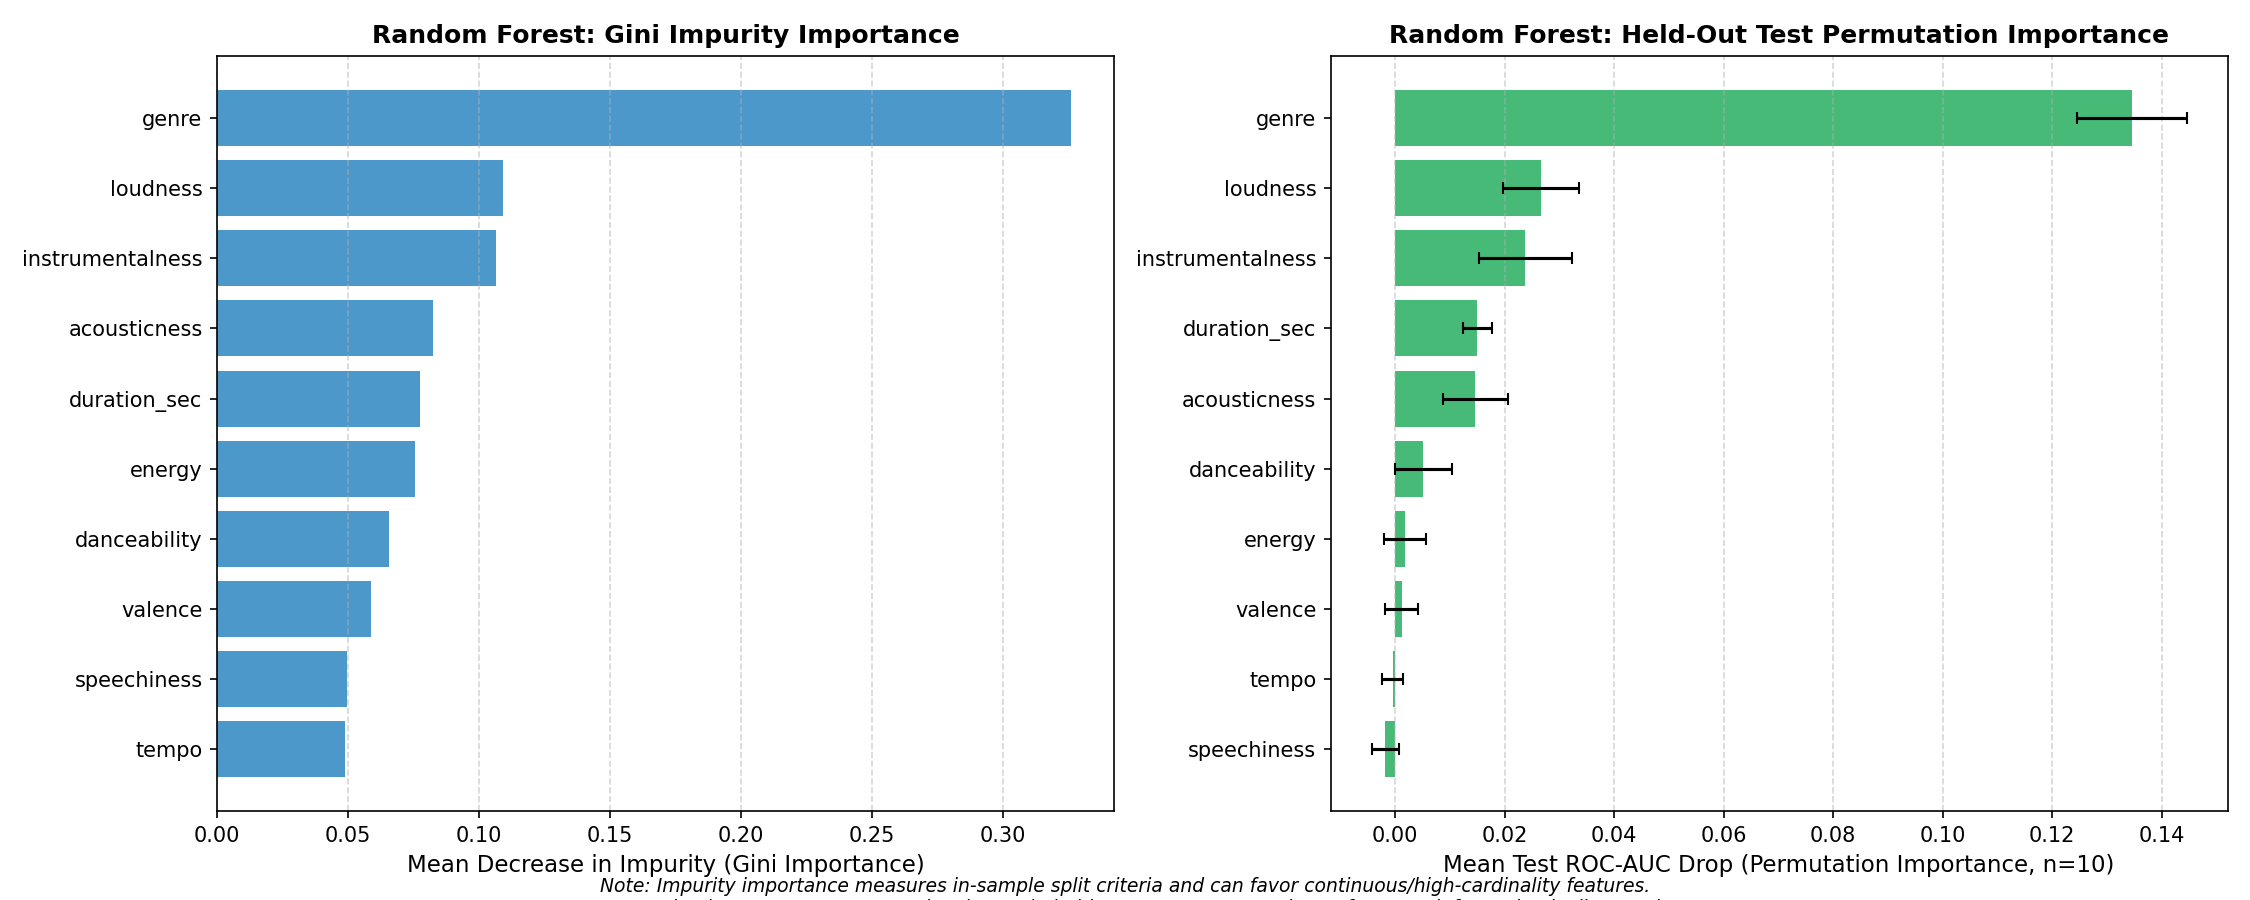 Random Forest: Gini Impurity Importance
genre
loudness
instrumentalness
acousticness
duration_sec
energy
danceability
valence
speechiness
tempo
0.00 0.05 0.10 0.15 0.20 0.25 0.30
Mean Decrease in Impurity (Gini Importance)
Random Forest: Held-Out Test Permutation Importance
genre
loudness
instrumentalness
duration_sec
acousticness
danceability
energy
valence
tempo
speechiness
0.00 0.02 0.04 0.06 0.08 0.10 0.12 0.14
Mean Test ROC-AUC Drop (Permutation Importance, n=10)
Note: Impurity importance measures in-sample split criteria and can favor continuous/high-cardinality features.